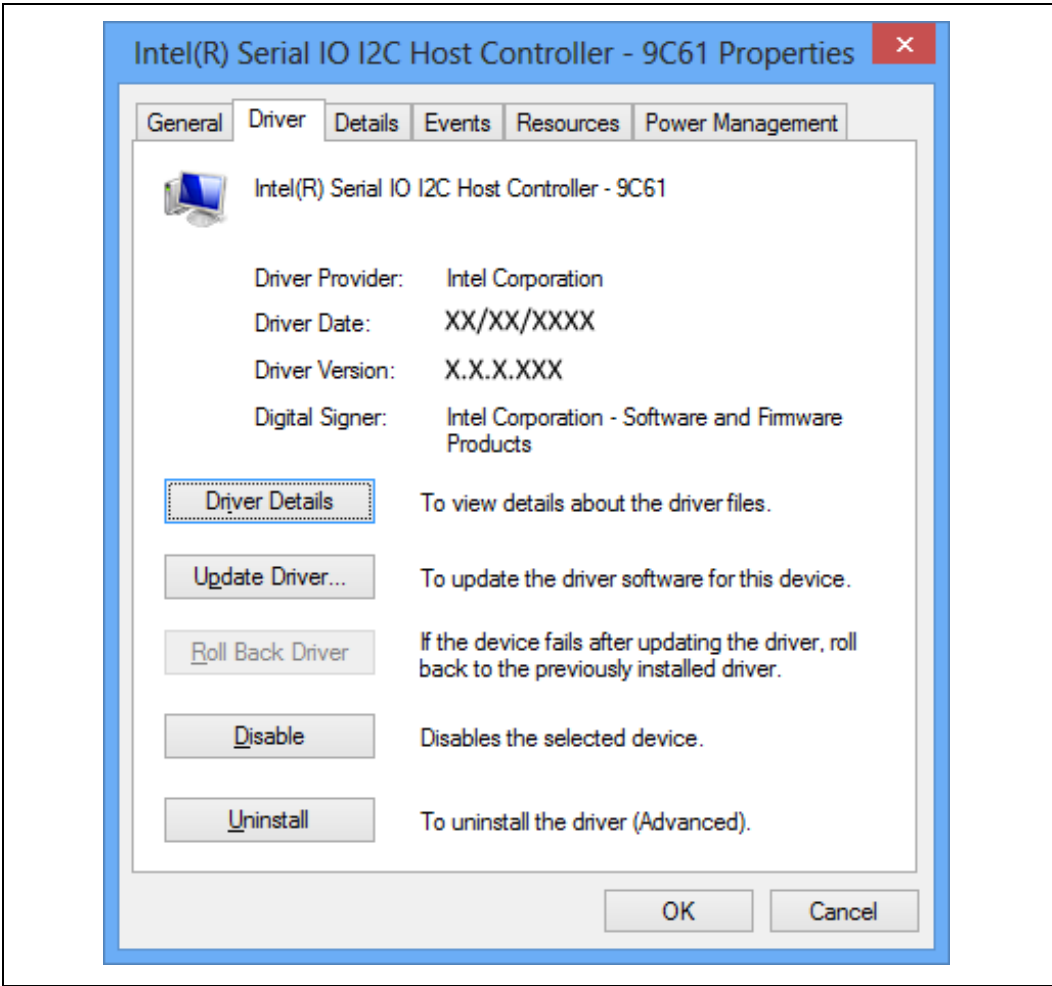 Intel(R) Serial IO I2C Host Controller - 9C61 Properties
General Driver Details Events Resources Power Management
Intel(R) Serial IO I2C Host Controller - 9C61
Driver Provider: Intel Corporation
Driver Date: XX/XX/XXXX
Driver Version: X.X.X.XXX
Digital Signer: Intel Corporation - Software and Firmware
Products
Driver Details To view details about the driver files.
Update Driver... To update the driver software for this device.
Roll Back Driver If the device fails after updating the driver, roll
back to the previously installed driver.
Disable Disables the selected device.
Uninstall To uninstall the driver (Advanced).
OK Cancel